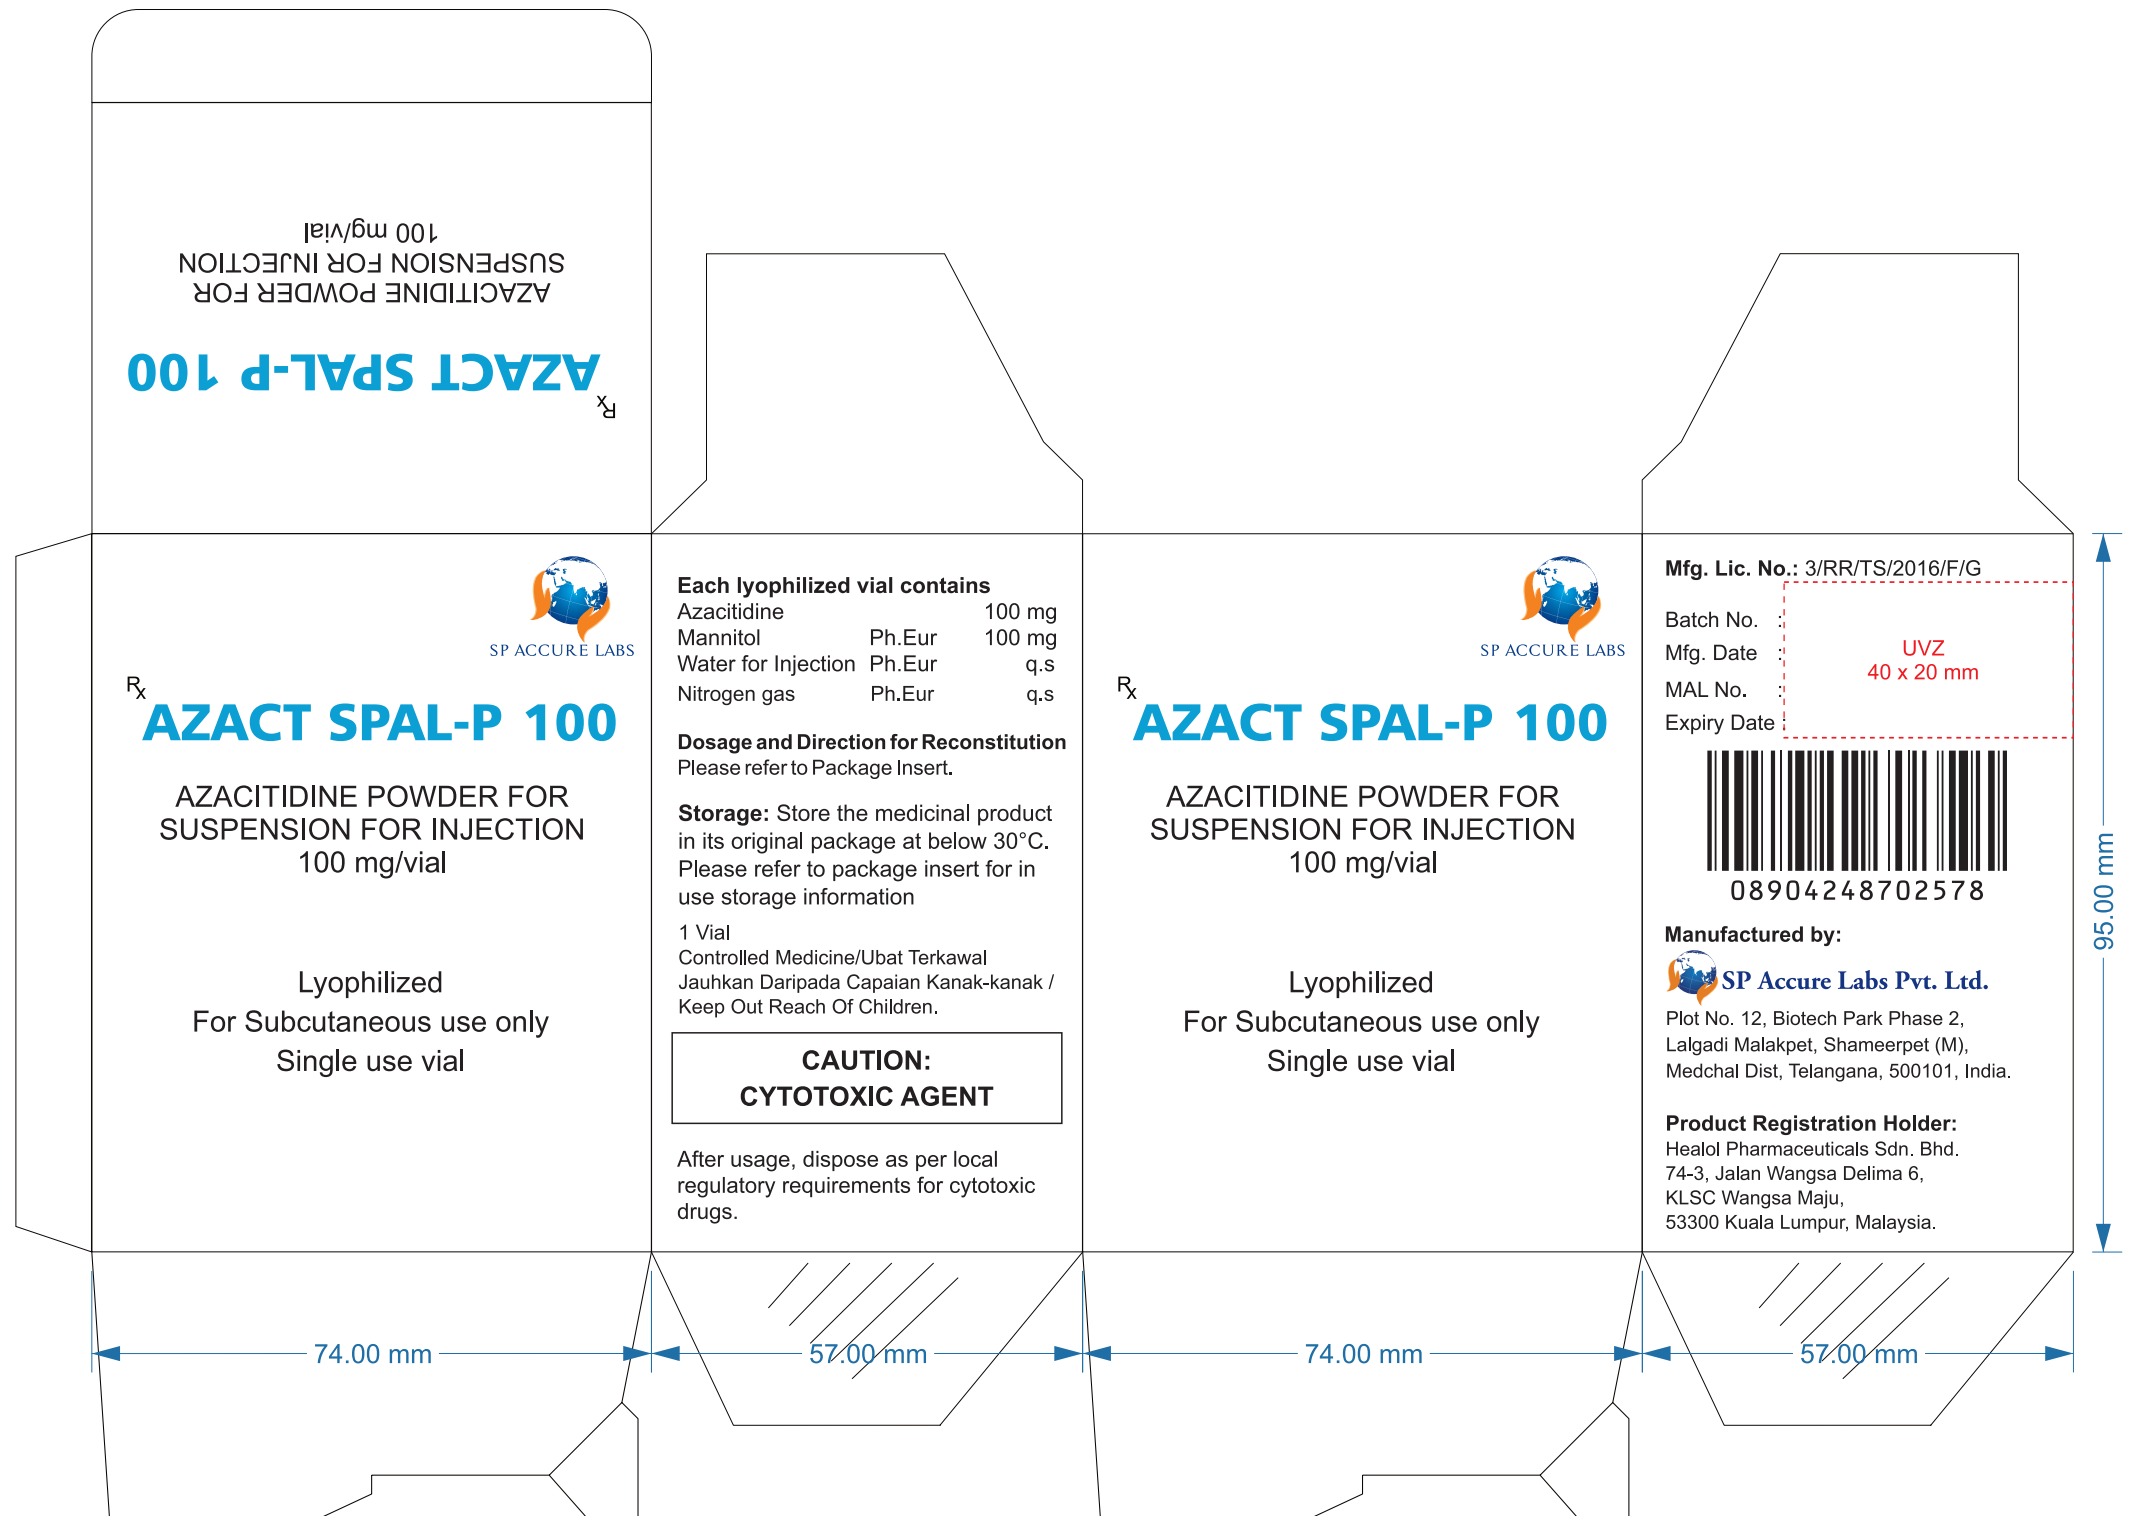 AZACITIDINE POWDER FOR
SUSPENSION FOR INJECTION
100 mg/vial
Rx
AZACT SPAL-P 100
SP ACCURE LABS
Rx
AZACT SPAL-P 100
AZACITIDINE POWDER FOR
SUSPENSION FOR INJECTION
100 mg/vial
Lyophilized
For Subcutaneous use only
Single use vial
Each lyophilized vial contains
Azacitidine 100 mg
Mannitol Ph.Eur 100 mg
Water for Injection Ph.Eur q.s
Nitrogen gas Ph.Eur q.s
Dosage and Direction for Reconstitution
Please refer to Package Insert.
Storage: Store the medicinal product
in its original package at below 30°C.
Please refer to package insert for in
use storage information
1 Vial
Controlled Medicine/Ubat Terkawal
Jauhkan Daripada Capaian Kanak-kanak /
Keep Out Reach Of Children.
CAUTION:
CYTOTOXIC AGENT
After usage, dispose as per local
regulatory requirements for cytotoxic
drugs.
SP ACCURE LABS
Rx
AZACT SPAL-P 100
AZACITIDINE POWDER FOR
SUSPENSION FOR INJECTION
100 mg/vial
Lyophilized
For Subcutaneous use only
Single use vial
Mfg. Lic. No.: 3/RR/TS/2016/F/G
Batch No. :
Mfg. Date :
MAL No. :
Expiry Date :
UVZ
40 x 20 mm
08904248702578
Manufactured by:
SP Accure Labs Pvt. Ltd.
Plot No. 12, Biotech Park Phase 2,
Lalgadi Malakpet, Shameerpet (M),
Medchal Dist, Telangana, 500101, India.
Product Registration Holder:
Healol Pharmaceuticals Sdn. Bhd.
74-3, Jalan Wangsa Delima 6,
KLSC Wangsa Maju,
53300 Kuala Lumpur, Malaysia.
95.00 mm
74.00 mm
57.00 mm
74.00 mm
57.00 mm